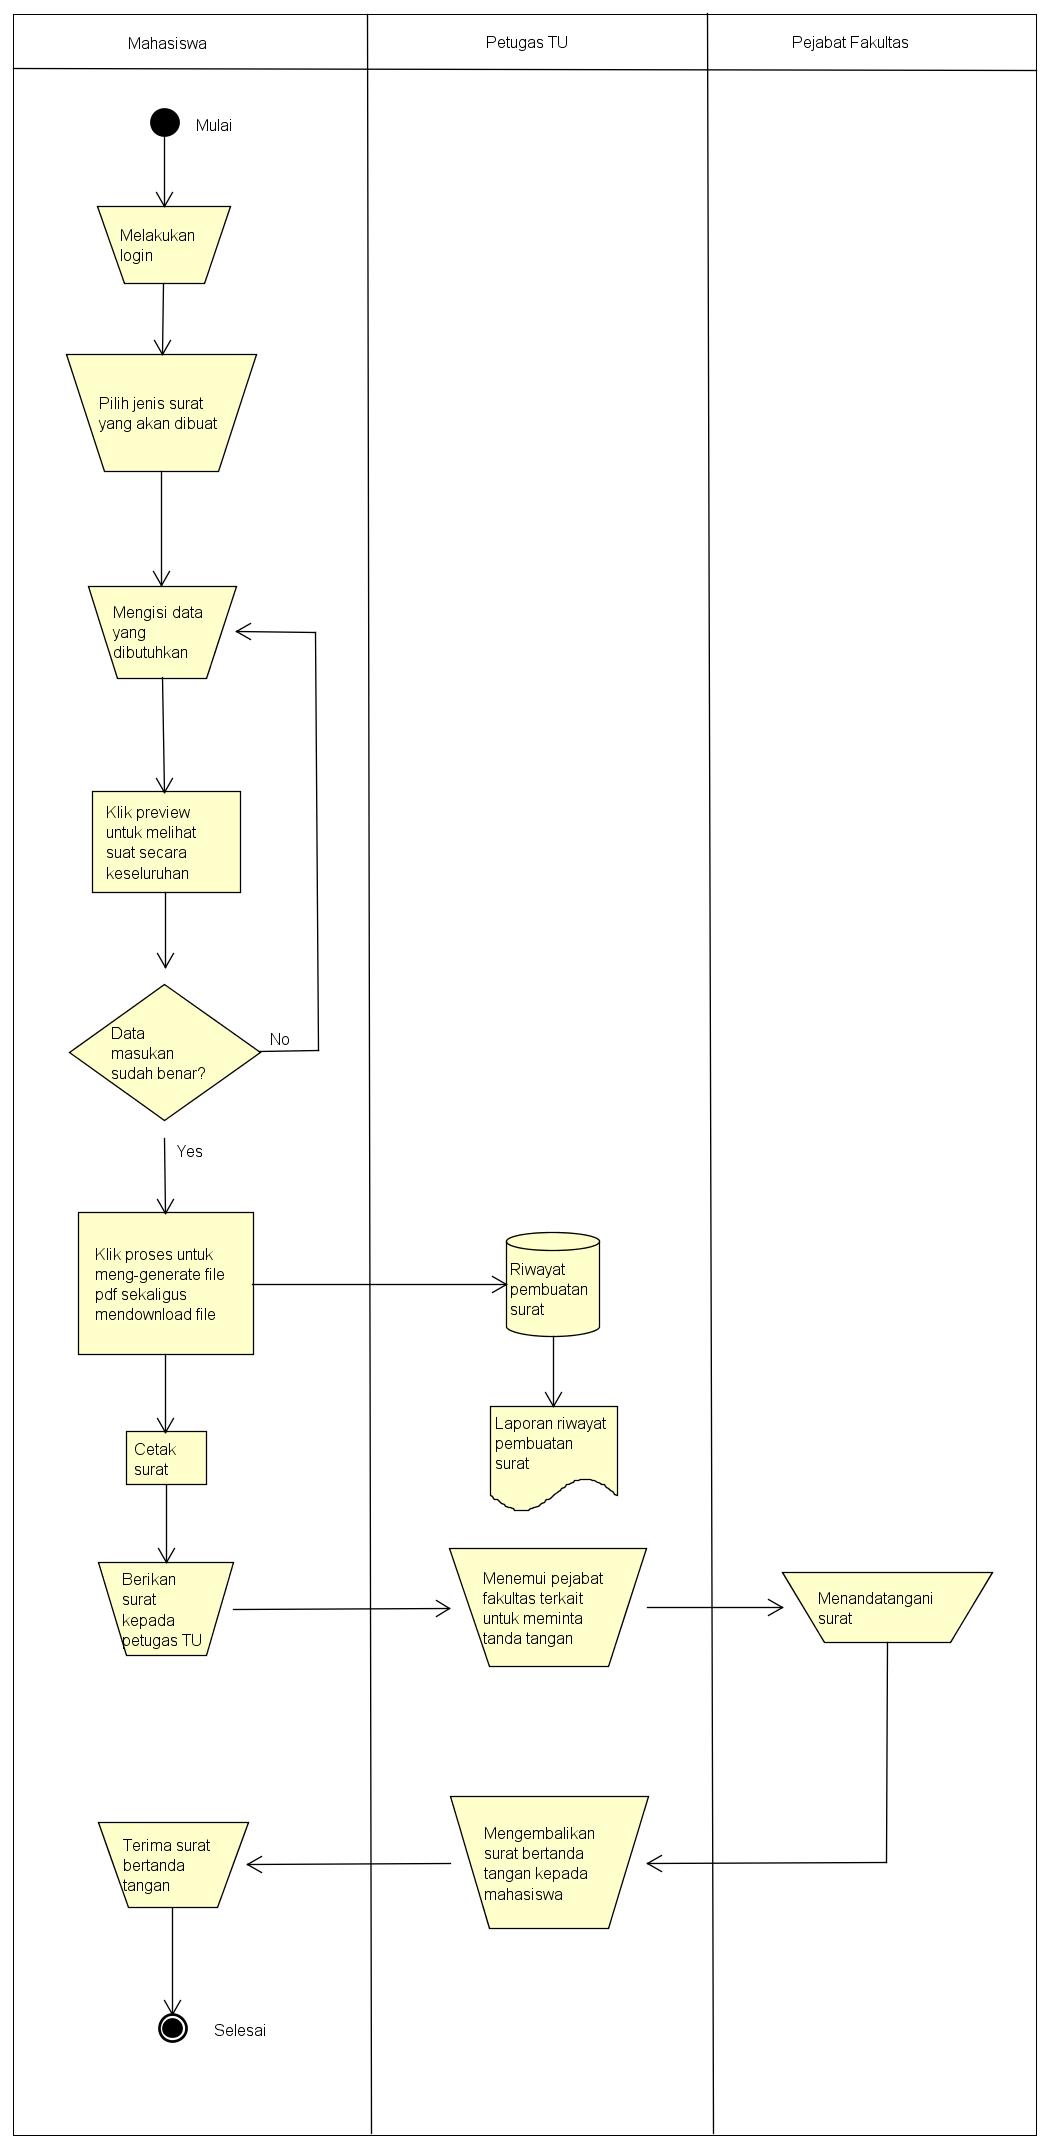 Mahasiswa
Petugas TU
Pejabat Fakultas
Mulai
Melakukan
login
Pilih jenis surat
yang akan dibuat
Mengisi data
yang
dibutuhkan
Klik preview
untuk melihat
suat secara
keseluruhan
Data
masukan
sudah benar?
No
Yes
Klik proses untuk
meng-generate file
pdf sekaligus
mendownload file
Riwayat
pembuatan
surat
Cetak
surat
Laporan riwayat
pembuatan
surat
Berikan
surat
kepada
petugas TU
Menemui pejabat
fakultas terkait
untuk meminta
tanda tangan
Menandatangani
surat
Mengembalikan
surat bertanda
tangan kepada
mahasiswa
Terima surat
bertanda
tangan
Selesai